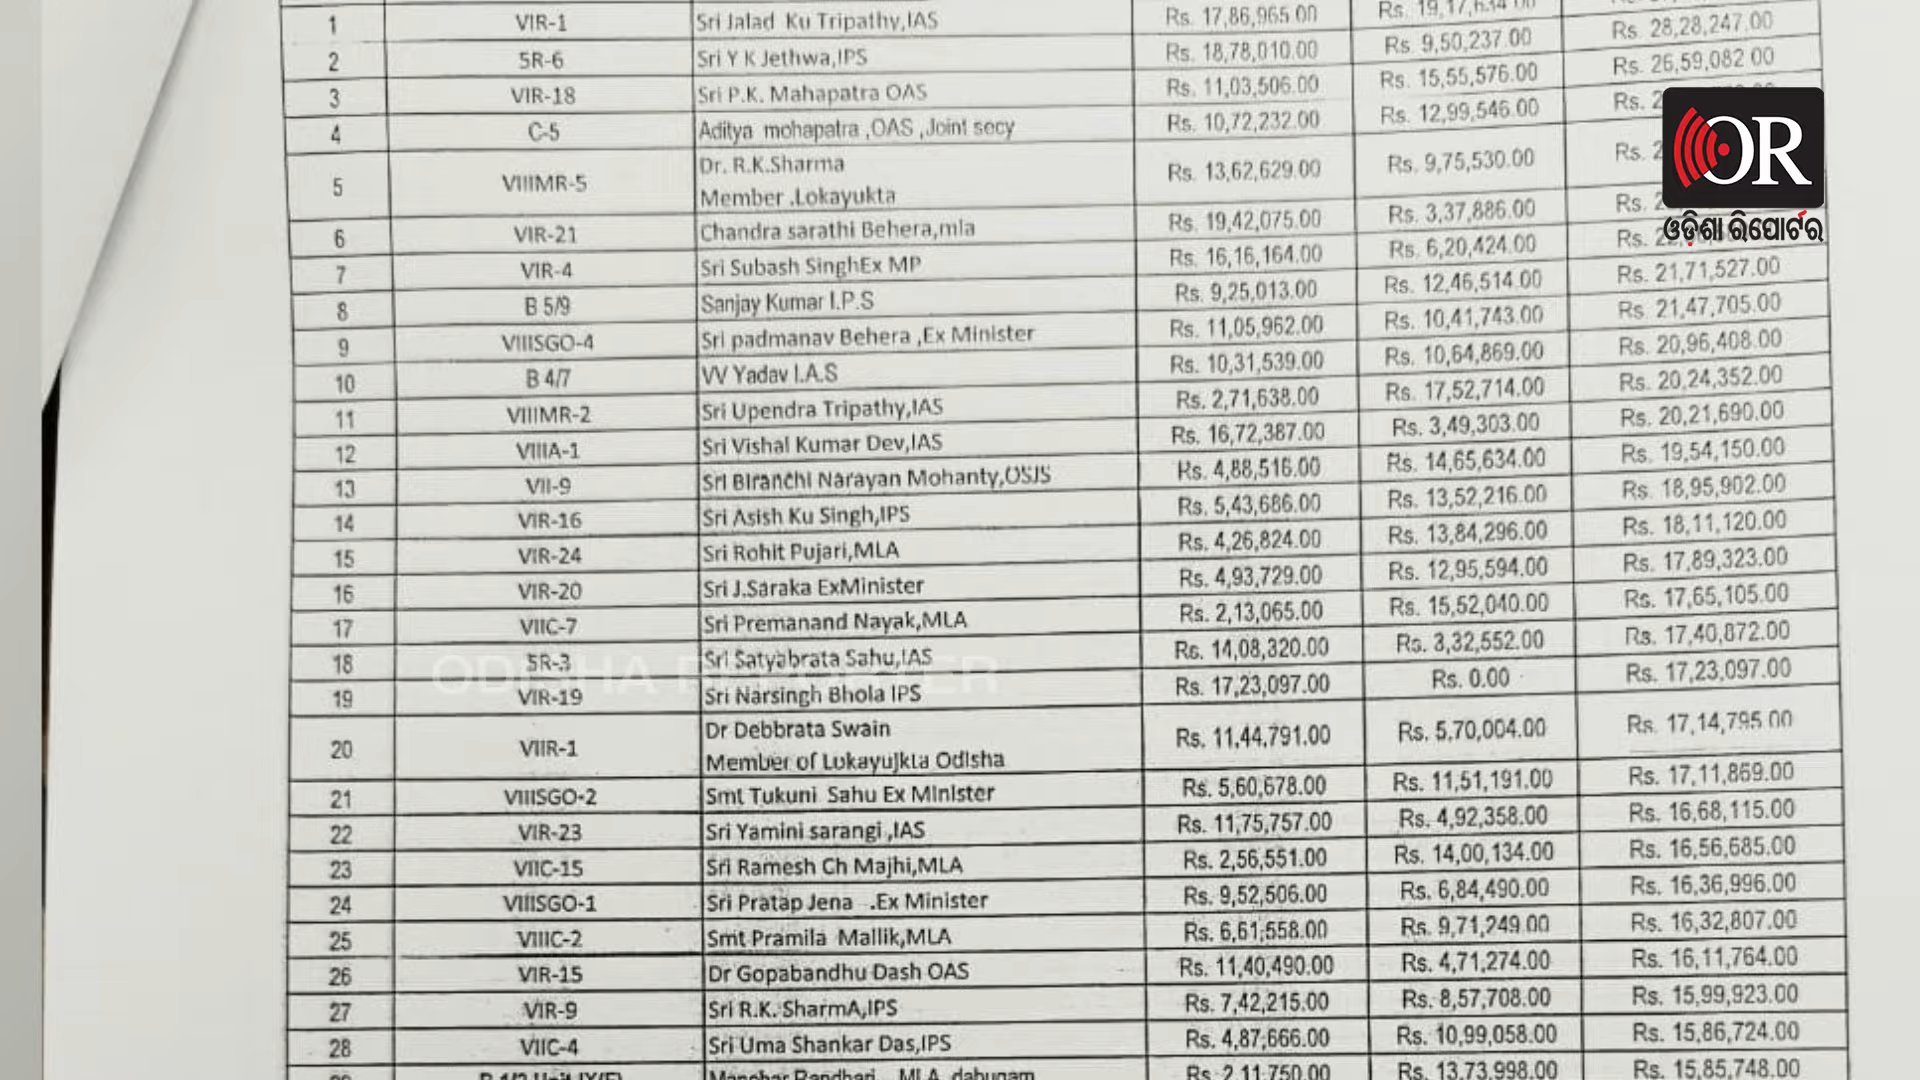 1 VIR-1 Sri Jalad Ku Tripathy,IAS Rs. 17,86,965.00 Rs. 19,17,634.00
2 5R-6 Sri Y K Jethwa,IPS Rs. 18,78,010.00 Rs. 9,50,237.00 Rs. 28,28,247.00
3 VIR-18 Sri P.K. Mahapatra OAS Rs. 11,03,506.00 Rs. 15,55,576.00 Rs. 26,59,082 00
4 C-5 Aditya mohapatra ,OAS ,Joint secy Rs. 10,72,232.00 Rs. 12,99,546.00 Rs.
5 VIIIMR-5 Dr. R.K.Sharma Rs. 13,62,629.00 Rs. 9,75,530.00 Rs.
Member .Lokayukta
6 VIR-21 Chandra sarathi Behera,mla Rs. 19,42,075.00 Rs. 3,37,886.00 Rs.
7 VIR-4 Sri Subash SinghEx MP Rs. 16,16,164.00 Rs. 6,20,424.00 Rs.
8 B 5/9 Sanjay Kumar I.P.S Rs. 9,25,013.00 Rs. 12,46,514.00 Rs. 21,71,527.00
9 VIIISGO-4 Sri padmanav Behera ,Ex Minister Rs. 11,05,962.00 Rs. 10,41,743.00 Rs. 21,47,705.00
10 B 4/7 VV Yadav I.A.S Rs. 10,31,539.00 Rs. 10,64,869.00 Rs. 20,96,408.00
11 VIIIMR-2 Sri Upendra Tripathy,IAS Rs. 2,71,638.00 Rs. 17,52,714.00 Rs. 20,24,352.00
12 VIIIA-1 Sri Vishal Kumar Dev,IAS Rs. 16,72,387.00 Rs. 3,49,303.00 Rs. 20,21,690.00
13 VII-9 Sri Biranchi Narayan Mohanty,OSJS Rs. 4,88,516.00 Rs. 14,65,634.00 Rs. 19,54,150.00
14 VIR-16 Sri Asish Ku Singh,IPS Rs. 5,43,686.00 Rs. 13,52,216.00 Rs. 18,95,902.00
15 VIR-24 Sri Rohit Pujari,MLA Rs. 4,26,824.00 Rs. 13,84,296.00 Rs. 18,11,120.00
16 VIR-20 Sri J.Saraka ExMinister Rs. 4,93,729.00 Rs. 12,95,594.00 Rs. 17,89,323.00
17 VIIC-7 Sri Premanand Nayak,MLA Rs. 2,13,065.00 Rs. 15,52,040.00 Rs. 17,65,105.00
18 5R-3 Sri Satyabrata Sahu,IAS Rs. 14,08,320.00 Rs. 3,32,552.00 Rs. 17,40,872.00
19 VIR-19 Sri Narsingh Bhola IPS Rs. 17,23,097.00 Rs. 0.00 Rs. 17,23,097.00
20 VIIR-1 Dr Debbrata Swain Rs. 11,44,791.00 Rs. 5,70,004.00 Rs. 17,14,795.00
Member of Lokayujkta Odisha
21 VIIISGO-2 Smt Tukuni Sahu Ex Minister Rs. 5,60,678.00 Rs. 11,51,191.00 Rs. 17,11,869.00
22 VIR-23 Sri Yamini sarangi ,IAS Rs. 11,75,757.00 Rs. 4,92,358.00 Rs. 16,68,115.00
23 VIIC-15 Sri Ramesh Ch Majhi,MLA Rs. 2,56,551.00 Rs. 14,00,134.00 Rs. 16,56,685.00
24 VIIISGO-1 Sri Pratap Jena .Ex Minister Rs. 9,52,506.00 Rs. 6,84,490.00 Rs. 16,36,996.00
25 VIIIC-2 Smt Pramila Mallik,MLA Rs. 6,61,558.00 Rs. 9,71,249.00 Rs. 16,32,807.00
26 VIR-15 Dr Gopabandhu Dash OAS Rs. 11,40,490.00 Rs. 4,71,274.00 Rs. 16,11,764.00
27 VIR-9 Sri R.K. SharmA,IPS Rs. 7,42,215.00 Rs. 8,57,708.00 Rs. 15,99,923.00
28 VIIC-4 Sri Uma Shankar Das,IPS Rs. 4,87,666.00 Rs. 10,99,058.00 Rs. 15,86,724.00
Manohar Randhari MLA dabugam Rs. 2,11,750.00 Rs. 13,73,998.00 Rs. 15,85,748.00
OR
ଓଡ଼ିଶା ରିପୋର୍ଟର
ODISHA REPORTER